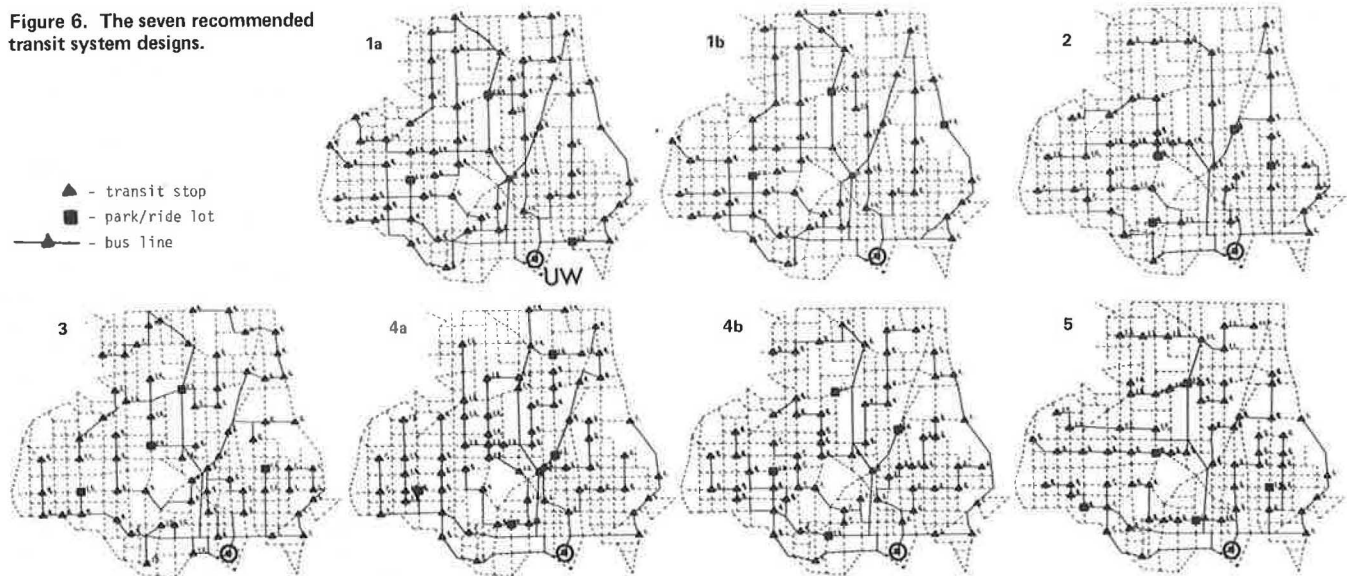 Figure 6. The seven recommended
transit system designs.
▲ - transit stop
■ - park/ride lot
- bus line
1a
1b
2
UW
3
4a
4b
5